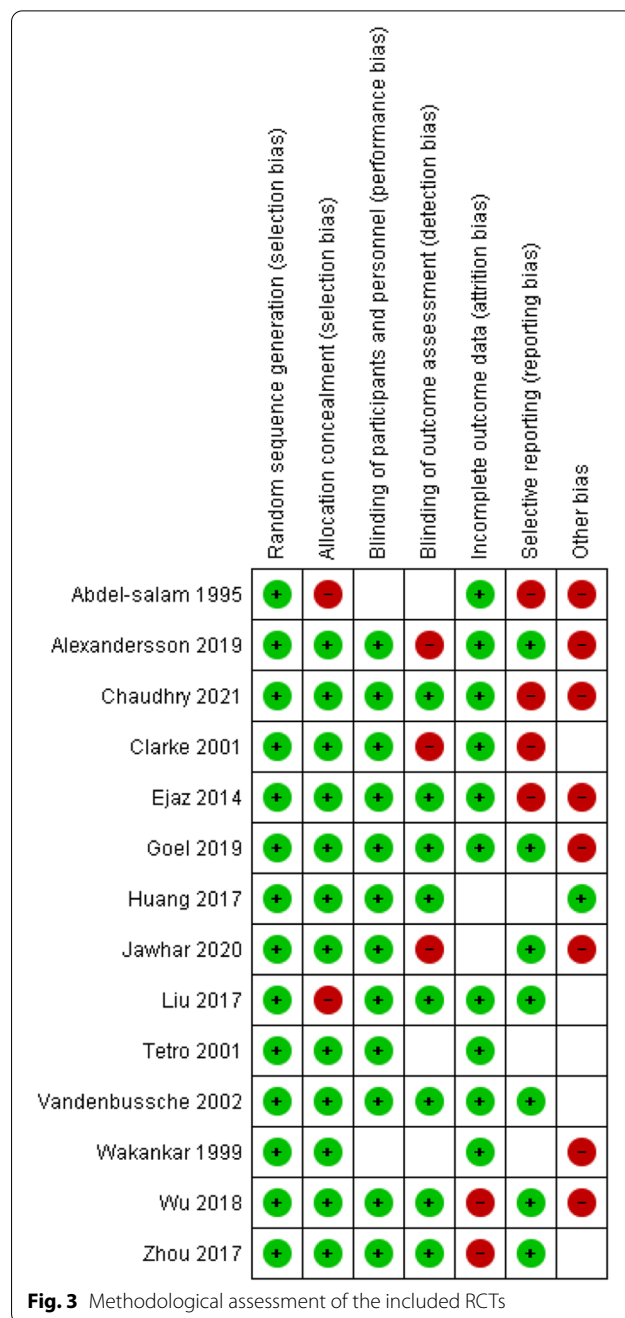 Random sequence generation (selection bias)
Allocation concealment (selection bias)
Blinding of participants and personnel (performance bias)
Blinding of outcome assessment (detection bias)
Incomplete outcome data (attrition bias)
Selective reporting (reporting bias)
Other bias
Abdel-salam 1995 + - + - -
Alexandersson 2019 + + + - + + -
Chaudhry 2021 + + + + + - -
Clarke 2001 + + + - + -
Ejaz 2014 + + + + + - -
Goel 2019 + + + + + + -
Huang 2017 + + + + +
Jawhar 2020 + + + - + -
Liu 2017 + - + + + +
Tetro 2001 + + + +
Vandenbussche 2002 + + + + + +
Wakankar 1999 + + + -
Wu 2018 + + + + - + -
Zhou 2017 + + + + - +
Fig. 3 Methodological assessment of the included RCTs